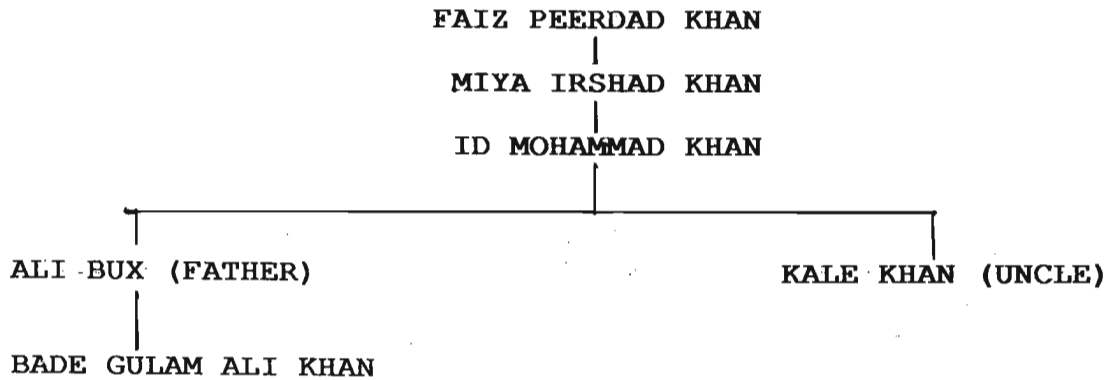 FAIZ PEERDAD KHAN
MIYA IRSHAD KHAN
ID MOHAMMAD KHAN
ALI BUX (FATHER) KALE KHAN (UNCLE)
BADE GULAM ALI KHAN